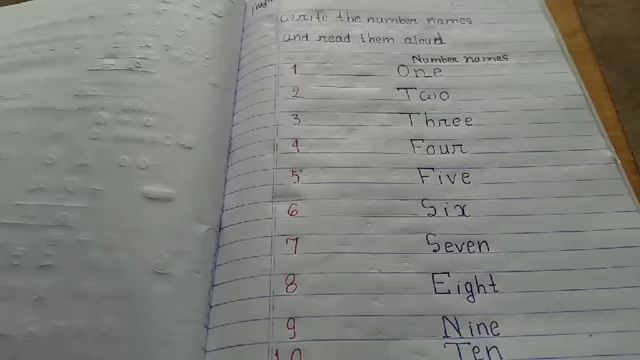 Write the number names
and read them aloud
Number names
1 One
2 Two
3 Three
4 Four
5 Five
6 Six
7 Seven
8 Eight
9 Nine
10 Ten